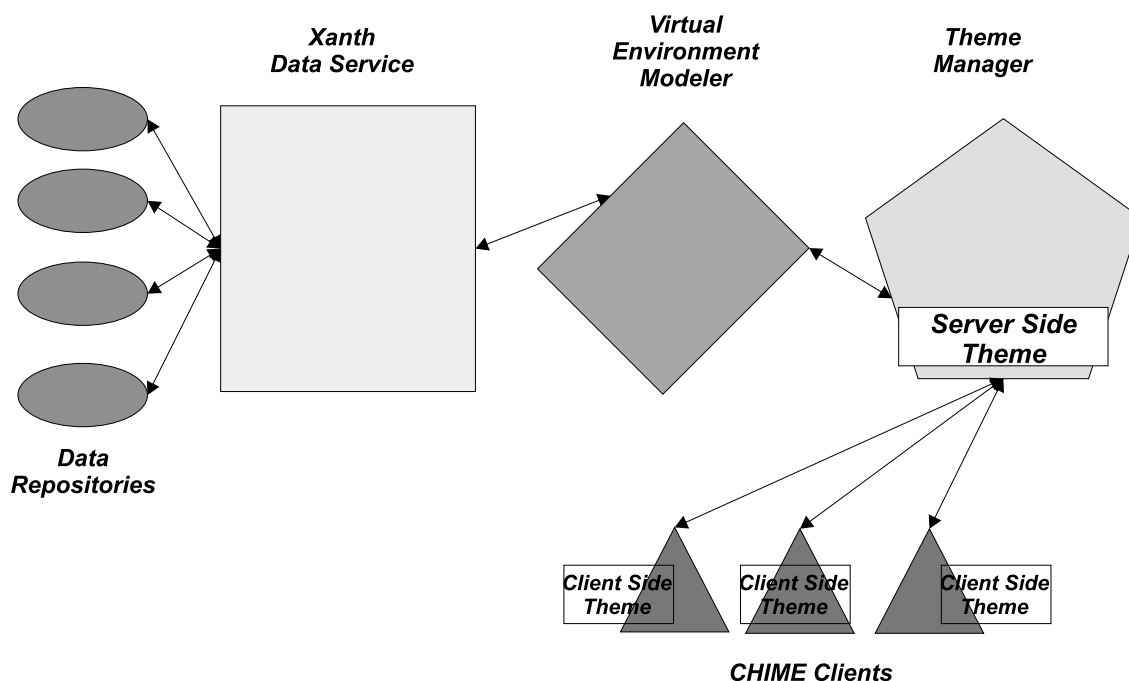 Xanth
Data Service
Virtual
Environment
Modeler
Theme
Manager
Server Side
Theme
Data
Repositories
Client Side
Theme
Client Side
Theme
Client Side
Theme
CHIME Clients